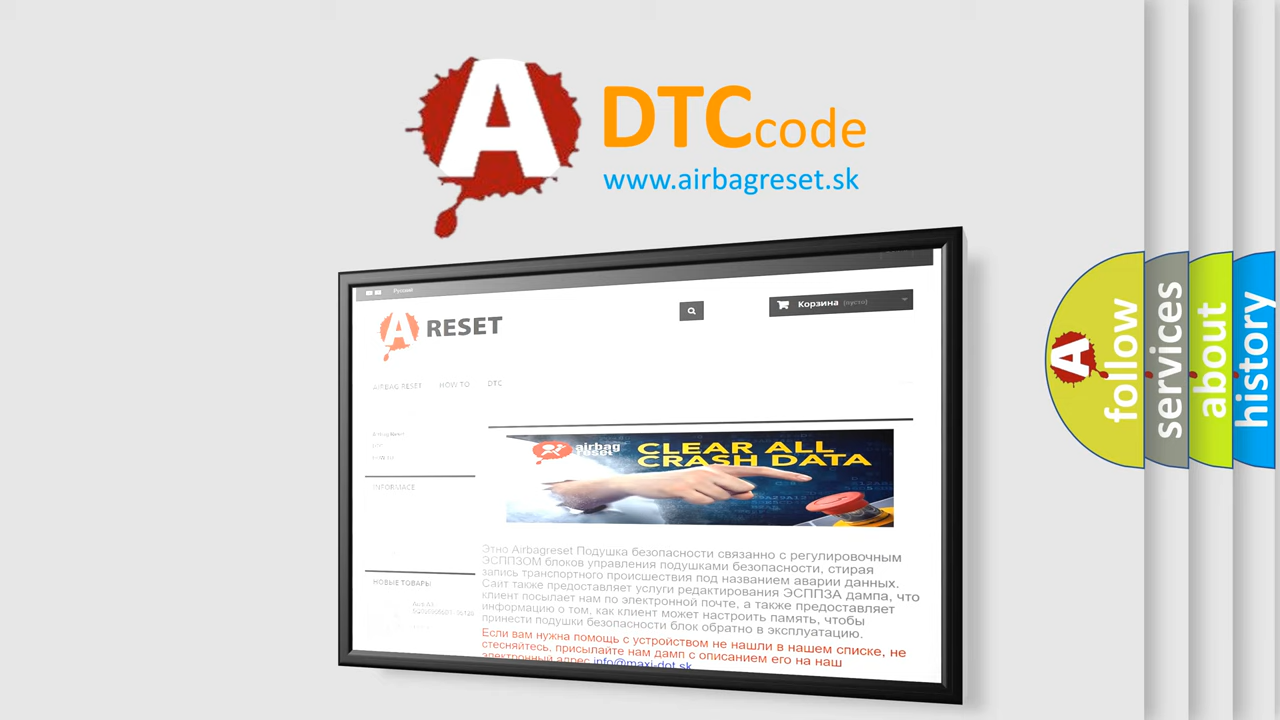 A DTCcode
www.airbagreset.sk
Русский
A RESET
Корзина (пусто)
AIRBAG RESET HOW TO DTC
INFORMACE
НОВЫЕ ТОВАРЫ
airbag
reset
CLEAR ALL
CRASH DATA
Этно Airbagreset Подушка безопасности связанно с регулировочным
ЭСППЗОМ блоков управления подушками безопасности, стирая
запись транспортного происшествия под названием аварии данных.
Сайт также предоставляет услуги редактирования ЭСППЗА дампа, что
клиент посылает нам по электронной почте, а также предоставляет
информацию о том, как клиент может настроить память, чтобы
принести подушки безопасности блок обратно в эксплуатацию.
Если вам нужна помощь с устройством не нашли в нашем списке, не
стесняйтесь, присылайте нам дамп с описанием его на наш
электронный адрес info@maxi-dot.sk
A
follow
services
about
history